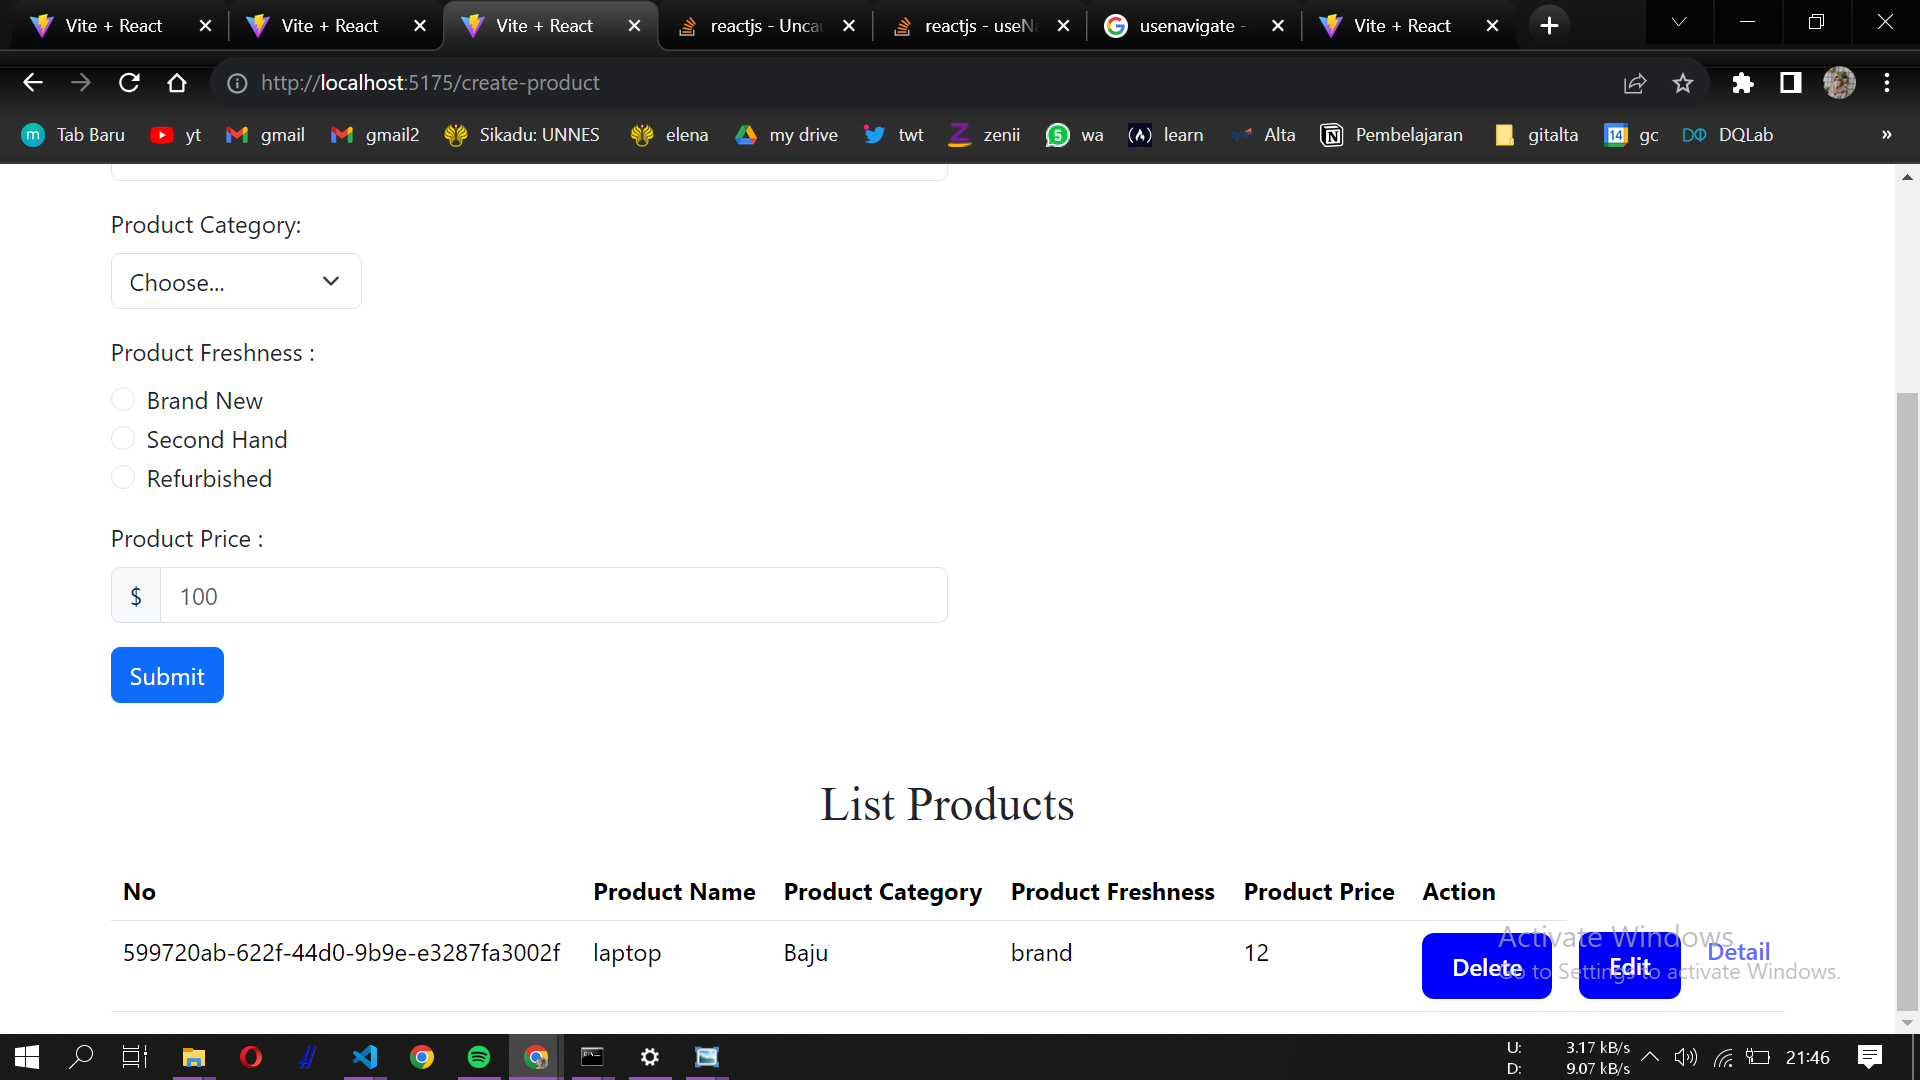 Vite + React
Vite + React
Vite + React
reactjs - Unca
reactjs - useN
usenavigate -
Vite + React
http://localhost:5175/create-product
m Tab Baru
yt
gmail
gmail2
Sikadu: UNNES
elena
my drive
twt
zenii
5 wa
learn
Alta
Pembelajaran
gitalta
14 gc
DQLab
»
Product Category:
Choose...
Product Freshness :
Brand New
Second Hand
Refurbished
Product Price :
$ 100
Submit
List Products
No Product Name Product Category Product Freshness Product Price Action
599720ab-622f-44d0-9b9e-e3287fa3002f laptop Baju brand 12 Delete Edit Detail
Activate Windows
Go to Settings to activate Windows.
U: 3.17 kB/s
D: 9.07 kB/s
21:46